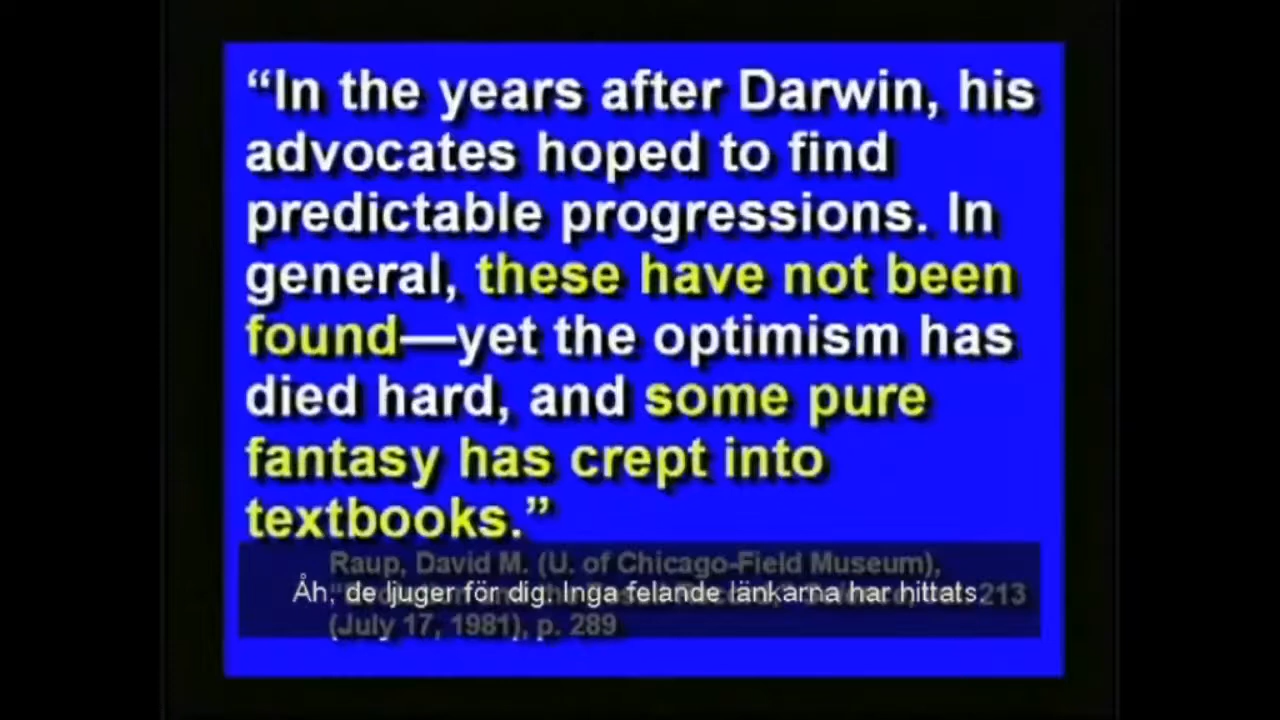 “In the years after Darwin, his
advocates hoped to find
predictable progressions. In
general, these have not been
found—yet the optimism has
died hard, and some pure
fantasy has crept into
textbooks.”
Raup, David M. (U. of Chicago-Field Museum),
Åh, de ljuger för dig. Inga felande länkarna har hittats.
213
(July 17, 1981), p. 289